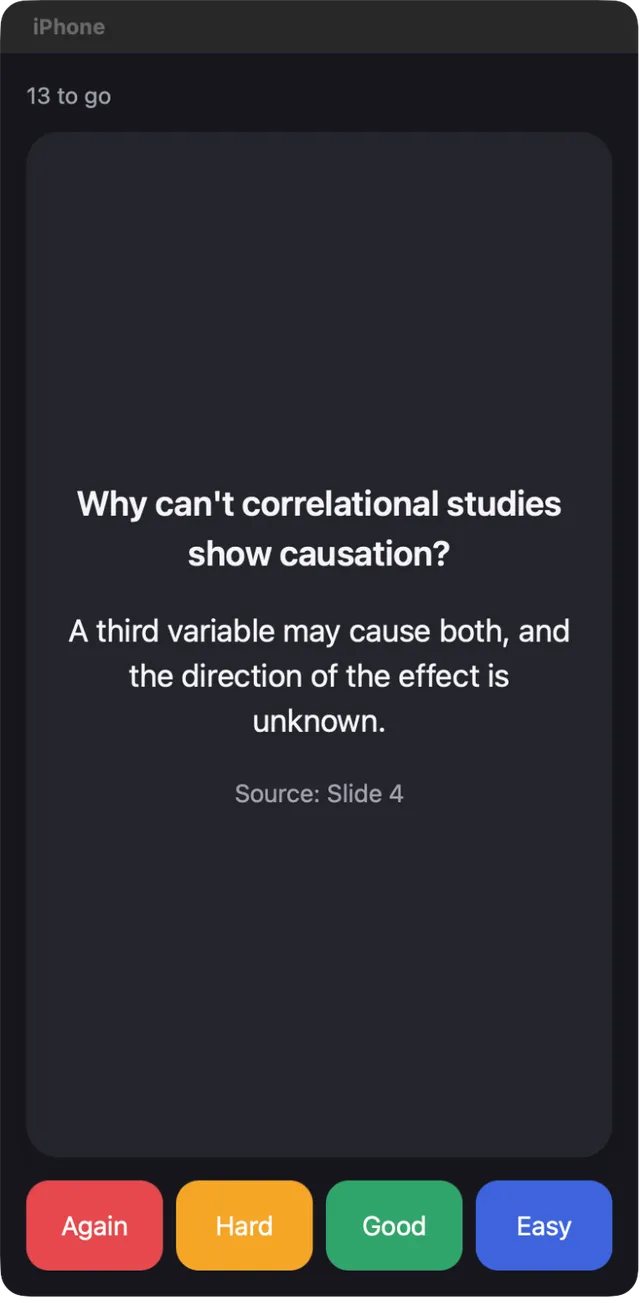 iPhone
13 to go
Why can't correlational studies
show causation?
A third variable may cause both, and
the direction of the effect is
unknown.
Source: Slide 4
Again
Hard
Good
Easy